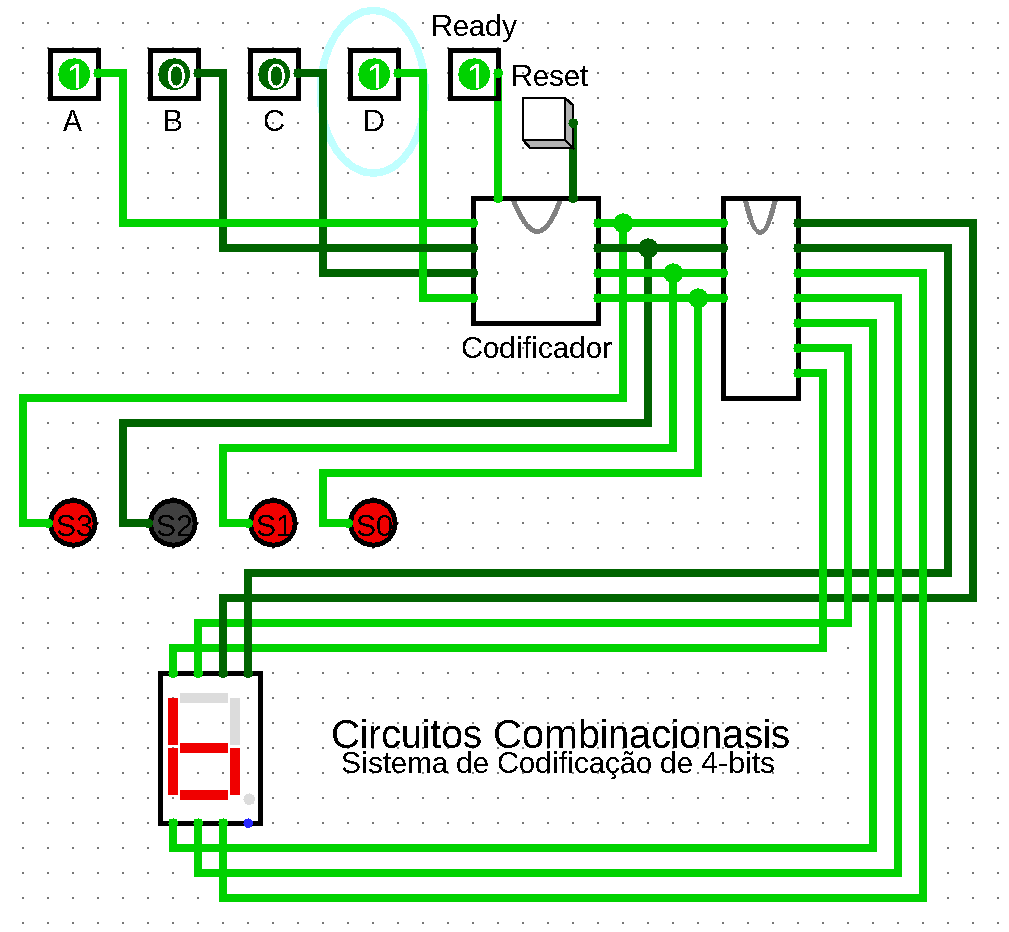 Ready
1 0 0 1 1
Reset
A B C D
Codificador
S3 S2 S1 S0
Circuitos Combinacionasis
Sistema de Codificação de 4-bits